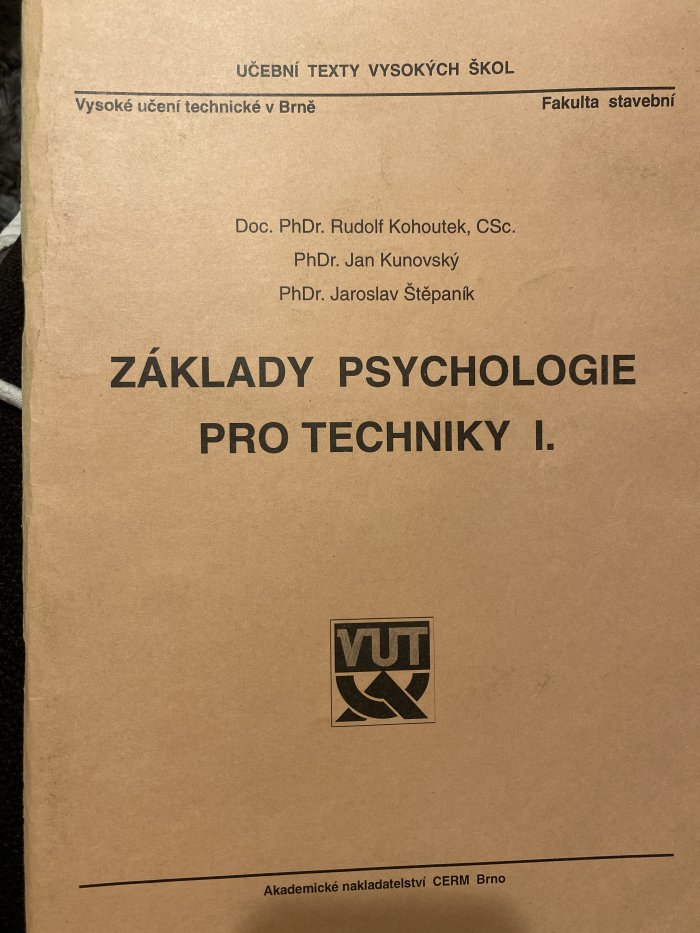 UČEBNÍ TEXTY VYSOKÝCH ŠKOL
Vysoké učení technické v Brně Fakulta stavební
Doc. PhDr. Rudolf Kohoutek, CSc.
PhDr. Jan Kunovský
PhDr. Jaroslav Štěpaník
ZÁKLADY PSYCHOLOGIE
PRO TECHNIKY I.
VUT
Akademické nakladatelství CERM Brno